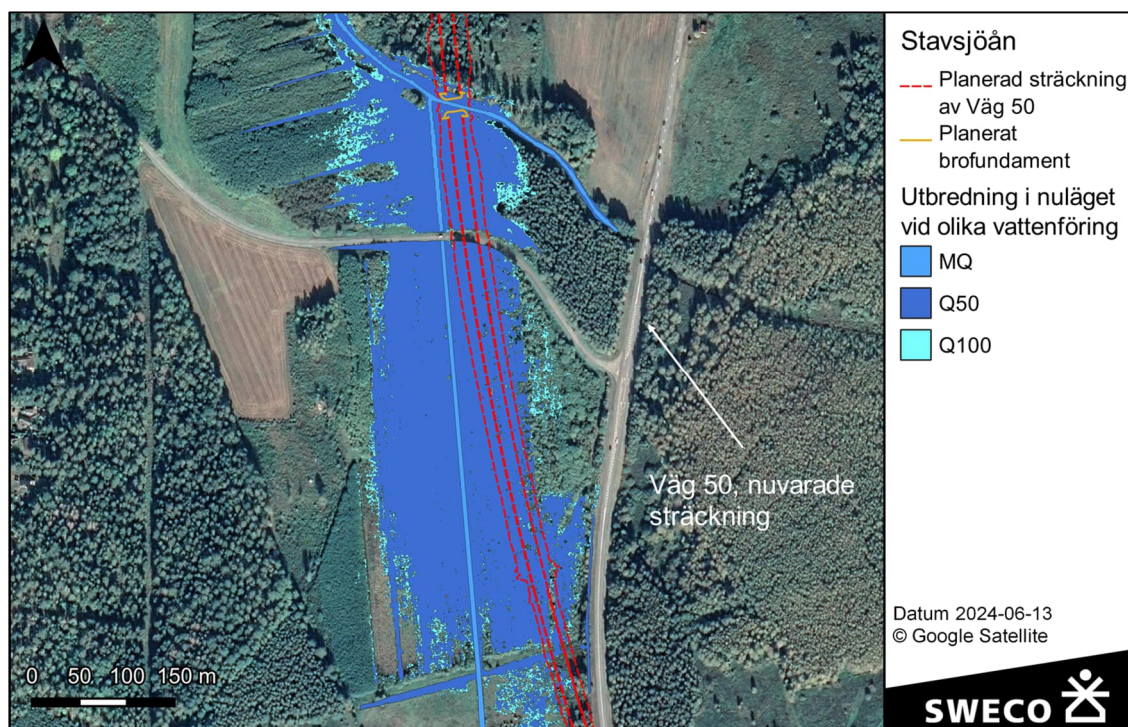 Stavsjöån
Planerad sträckning
av Väg 50
Planerat
brofundament
Utbredning i nuläget
vid olika vattenföring
MQ
Q50
Q100
Väg 50, nuvarade
sträckning
0 50 100 150 m
Datum 2024-06-13
© Google Satellite
SWECO